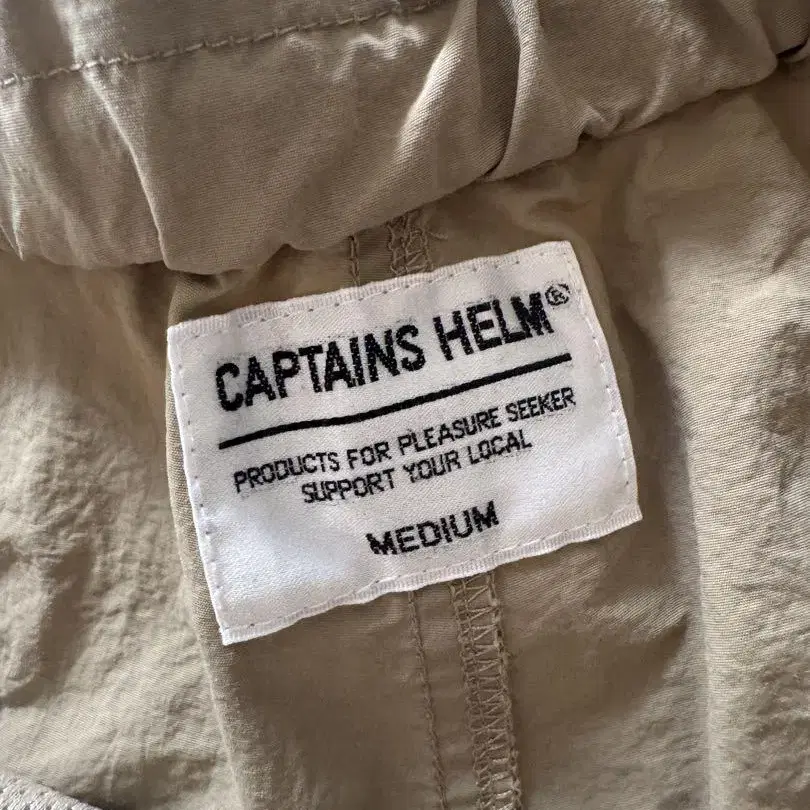 CAPTAINS HELM®
PRODUCTS FOR PLEASURE SEEKER
SUPPORT YOUR LOCAL
MEDIUM